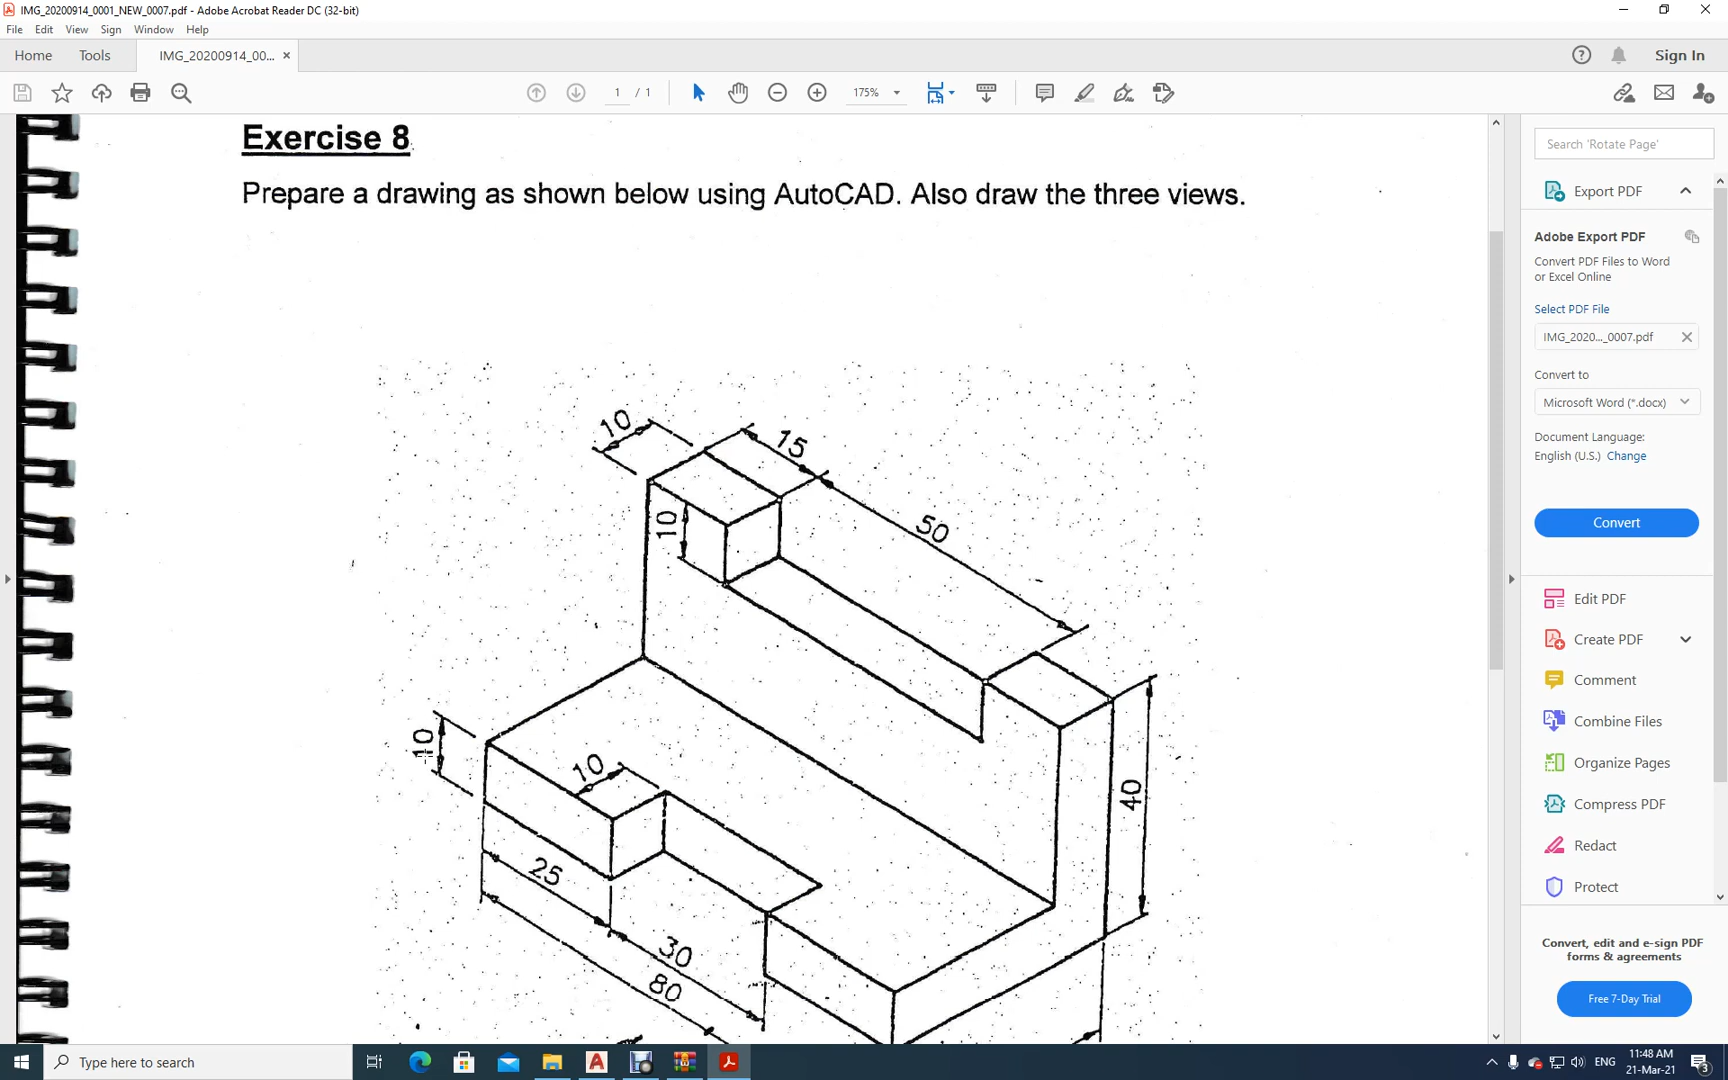 IMG_20200914_0001_NEW_0007.pdf - Adobe Acrobat Reader DC (32-bit)
File Edit View Sign Window Help
Home Tools IMG_20200914_00... × Sign In
1 / 1 175%
Search 'Rotate Page'
Export PDF
Adobe Export PDF
Convert PDF Files to Word
or Excel Online
Select PDF File
IMG_2020..._0007.pdf
Convert to
Microsoft Word (*.docx)
Document Language:
English (U.S.) Change
Convert
Edit PDF
Create PDF
Comment
Combine Files
Organize Pages
Compress PDF
Redact
Protect
Convert, edit and e-sign PDF
forms & agreements
Free 7-Day Trial
Exercise 8
Prepare a drawing as shown below using AutoCAD. Also draw the three views.
10
15
50
10
10
10
40
25
30
80
Type here to search
ENG
11:48 AM
21-Mar-21
3